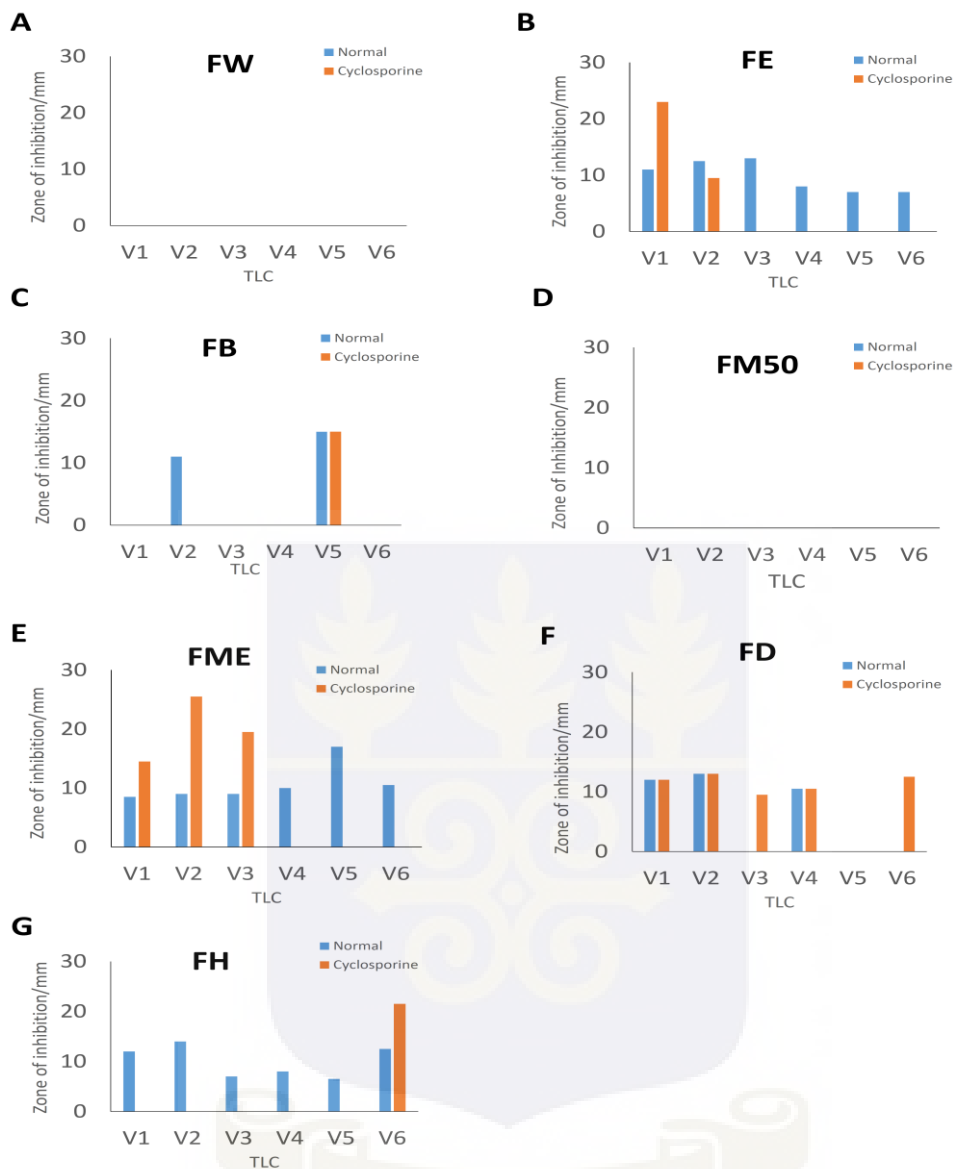 A
FW
Normal
Cyclosporine
Zone of inhibition/mm
30
20
10
0
V1 V2 V3 V4 V5 V6
TLC
B
FE
Normal
Cyclosporine
Zone of inhibition/mm
30
20
10
0
V1 V2 V3 V4 V5 V6
TLC
C
FB
Normal
Cyclosporine
Zone of inhibition/mm
30
20
10
0
V1 V2 V3 V4 V5 V6
TLC
D
FM50
Normal
Cyclosporine
Zone of Inhibition/mm
30
20
10
0
V1 V2 V3 V4 V5 V6
TLC
E
FME
Normal
Cyclosporine
Zone of inhibition/mm
30
20
10
0
V1 V2 V3 V4 V5 V6
TLC
F
FD
Normal
Cyclosporine
Zone of inhibition/mm
30
20
10
0
V1 V2 V3 V4 V5 V6
TLC
G
FH
Normal
Cyclosporine
Zone of inhibition/mm
30
20
10
0
V1 V2 V3 V4 V5 V6
TLC